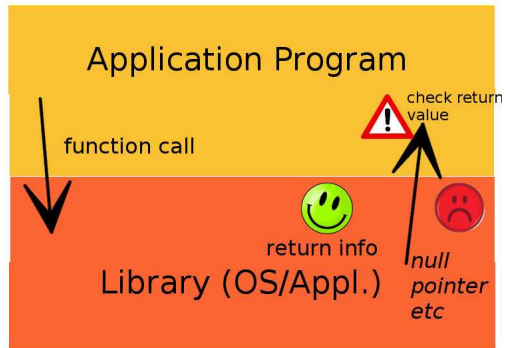 Application Program
check return
value
function call
return info
Library (OS/Appl.)
null
pointer
etc